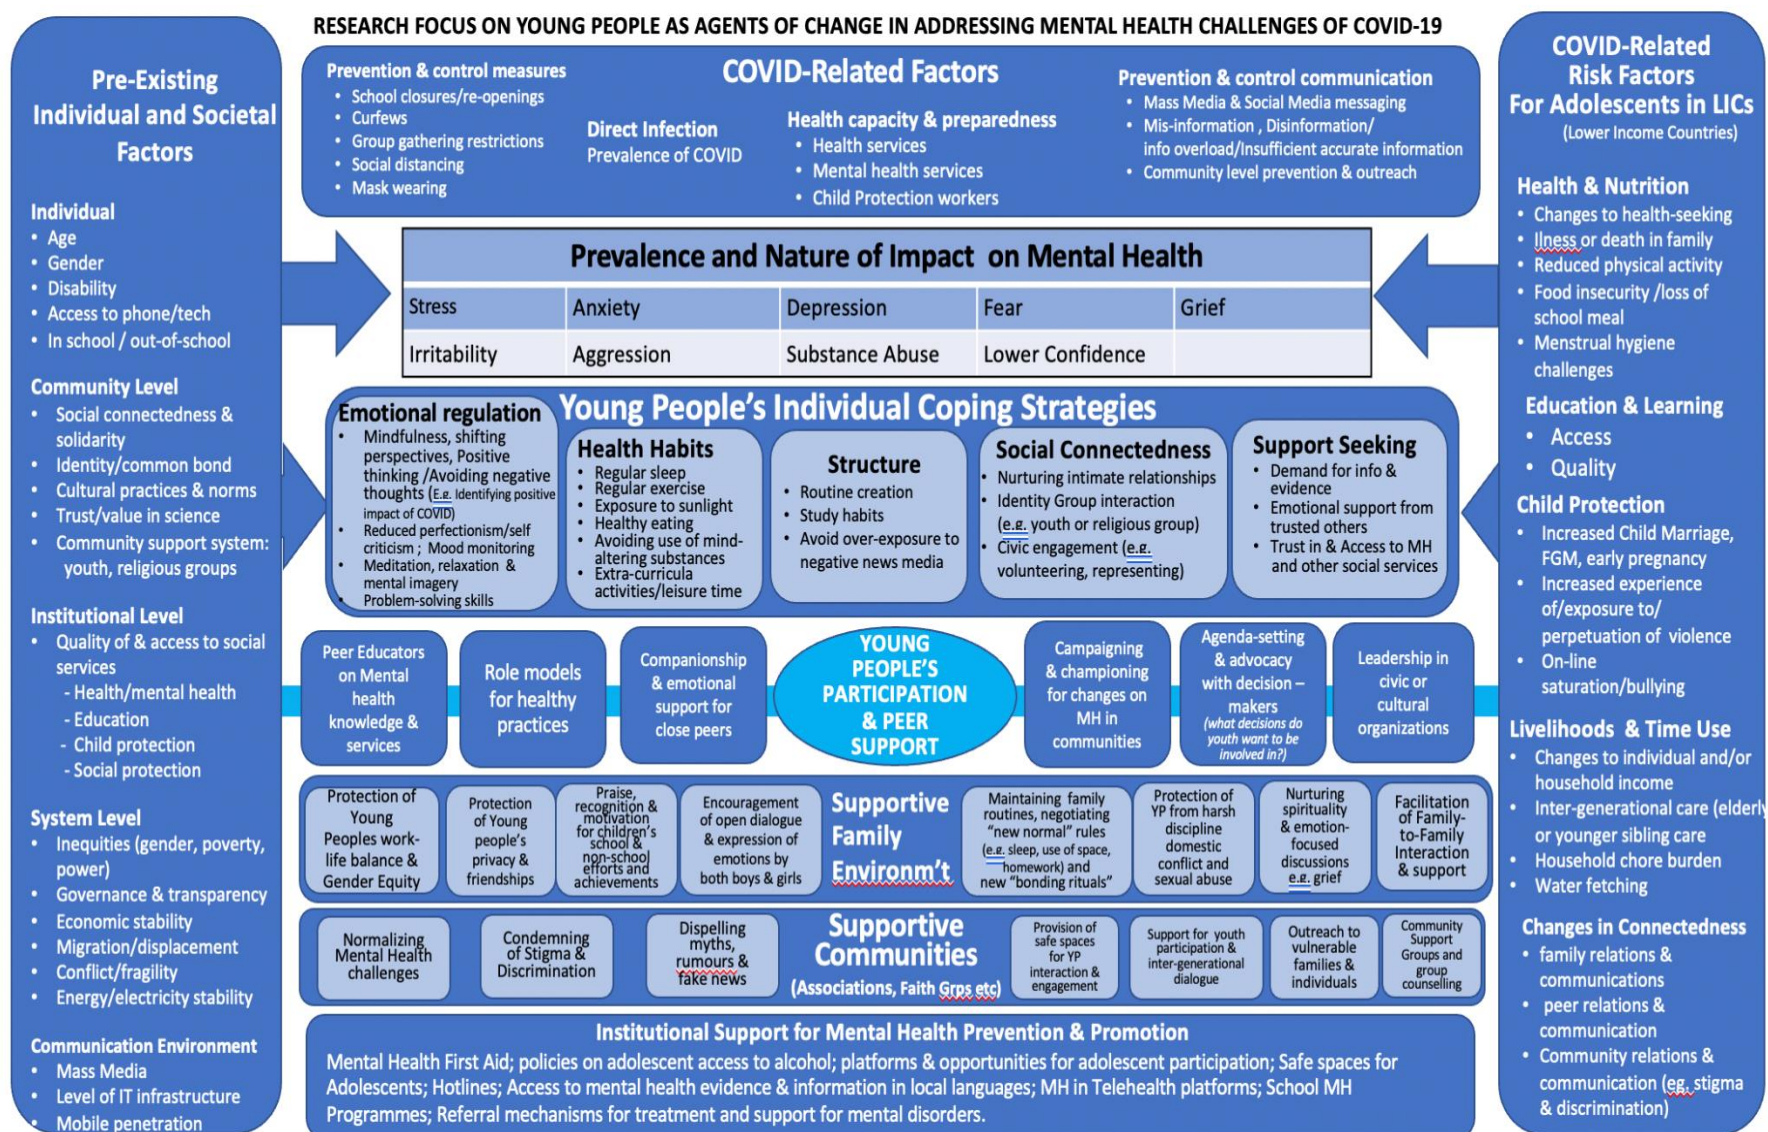 RESEARCH FOCUS ON YOUNG PEOPLE AS AGENTS OF CHANGE IN ADDRESSING MENTAL HEALTH CHALLENGES OF COVID-19
Pre-Existing
Individual and Societal
Factors
Individual
• Age
• Gender
• Disability
• Access to phone/tech
• In school / out-of-school
Community Level
• Social connectedness &
solidarity
• Identity/common bond
• Cultural practices & norms
• Trust/value in science
• Community support system:
youth, religious groups
Institutional Level
• Quality of & access to social
services
- Health/mental health
- Education
- Child protection
- Social protection
System Level
• Inequities (gender, poverty,
power)
• Governance & transparency
• Economic stability
• Migration/displacement
• Conflict/fragility
• Energy/electricity stability
Communication Environment
• Mass Media
• Level of IT infrastructure
• Mobile penetration
COVID-Related Factors
Prevention & control measures
• School closures/re-openings
• Curfews
• Group gathering restrictions
• Social distancing
• Mask wearing
Direct Infection
Prevalence of COVID
Health capacity & preparedness
• Health services
• Mental health services
• Child Protection workers
Prevention & control communication
• Mass Media & Social Media messaging
• Mis-information , Disinformation/
info overload/Insufficient accurate information
• Community level prevention & outreach
Prevalence and Nature of Impact on Mental Health
Stress Anxiety Depression Fear Grief
Irritability Aggression Substance Abuse Lower Confidence
Young People's Individual Coping Strategies
Emotional regulation
• Mindfulness, shifting
perspectives, Positive
thinking /Avoiding negative
thoughts (E.g. Identifying positive
impact of COVID)
• Reduced perfectionism/self
criticism ; Mood monitoring
• Meditation, relaxation &
mental imagery
• Problem-solving skills
Health Habits
• Regular sleep
• Regular exercise
• Exposure to sunlight
• Healthy eating
• Avoiding use of mind-
altering substances
• Extra-curricula
activities/leisure time
Structure
• Routine creation
• Study habits
• Avoid over-exposure to
negative news media
Social Connectedness
• Nurturing intimate relationships
• Identity Group interaction
(e.g. youth or religious group)
• Civic engagement (e.g.
volunteering, representing)
Support Seeking
• Demand for info &
evidence
• Emotional support from
trusted others
• Trust in & Access to MH
and other social services
Peer Educators
on Mental
health
knowledge &
services
Role models
for healthy
practices
Companionship
& emotional
support for
close peers
YOUNG
PEOPLE'S
PARTICIPATION
& PEER
SUPPORT
Campaigning
& championing
for changes on
MH in
communities
Agenda-setting
& advocacy
with decision –
makers
(what decisions do
youth want to be
involved in?)
Leadership in
civic or
cultural
organizations
Protection of
Young
Peoples work-
life balance &
Gender Equity
Protection
of Young
people's
privacy &
friendships
Praise,
recognition &
motivation
for children's
school &
non-school
efforts and
achievements
Encouragement
of open dialogue
& expression of
emotions by
both boys & girls
Supportive
Family
Environm't
Maintaining family
routines, negotiating
"new normal" rules
(e.g. sleep, use of space,
homework) and
new "bonding rituals"
Protection of
YP from harsh
discipline
domestic
conflict and
sexual abuse
Nurturing
spirituality
& emotion-
focused
discussions
e.g. grief
Facilitation
of Family-
to-Family
Interaction
& support
Normalizing
Mental Health
challenges
Condemning
of Stigma &
Discrimination
Dispelling
myths,
rumours &
fake news
Supportive
Communities
(Associations, Faith Grps etc)
Provision of
safe spaces
for YP
interaction &
engagement
Support for youth
participation &
inter-generational
dialogue
Outreach to
vulnerable
families &
individuals
Community
Support
Groups and
group
counselling
Institutional Support for Mental Health Prevention & Promotion
Mental Health First Aid; policies on adolescent access to alcohol; platforms & opportunities for adolescent participation; Safe spaces for
Adolescents; Hotlines; Access to mental health evidence & information in local languages; MH in Telehealth platforms; School MH
Programmes; Referral mechanisms for treatment and support for mental disorders.
COVID-Related
Risk Factors
For Adolescents in LICs
(Lower Income Countries)
Health & Nutrition
• Changes to health-seeking
• Ilness or death in family
• Reduced physical activity
• Food insecurity /loss of
school meal
• Menstrual hygiene
challenges
Education & Learning
• Access
• Quality
Child Protection
• Increased Child Marriage,
FGM, early pregnancy
• Increased experience
of/exposure to/
perpetuation of violence
• On-line
saturation/bullying
Livelihoods & Time Use
• Changes to individual and/or
household income
• Inter-generational care (elderly
or younger sibling care
• Household chore burden
• Water fetching
Changes in Connectedness
• family relations &
communications
• peer relations &
communication
• Community relations &
communication (eg. stigma
& discrimination)